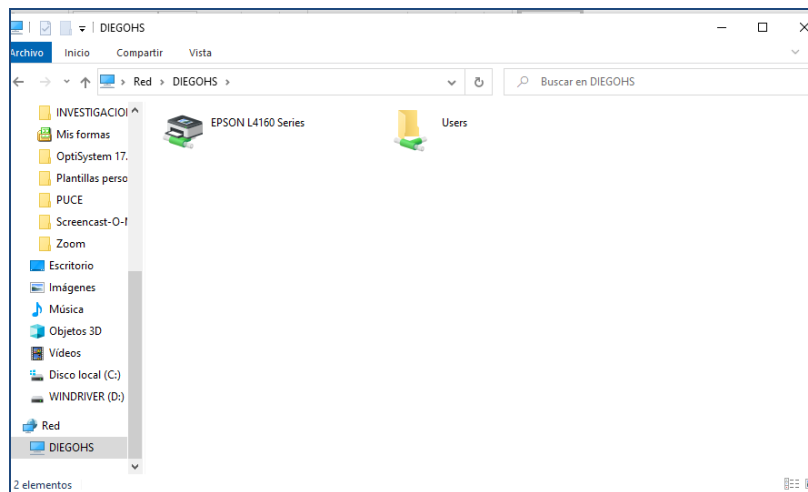 DIEGOHS
Archivo Inicio Compartir Vista
Red DIEGOHS Buscar en DIEGOHS
INVESTIGACIO
Mis formas
OptiSystem 17.
Plantillas perso
PUCE
Screencast-O-
Zoom
Escritorio
Imágenes
Música
Objetos 3D
Vídeos
Disco local (C:)
WINDRIVER (D:)
Red
DIEGOHS
EPSON L4160 Series
Users
2 elementos